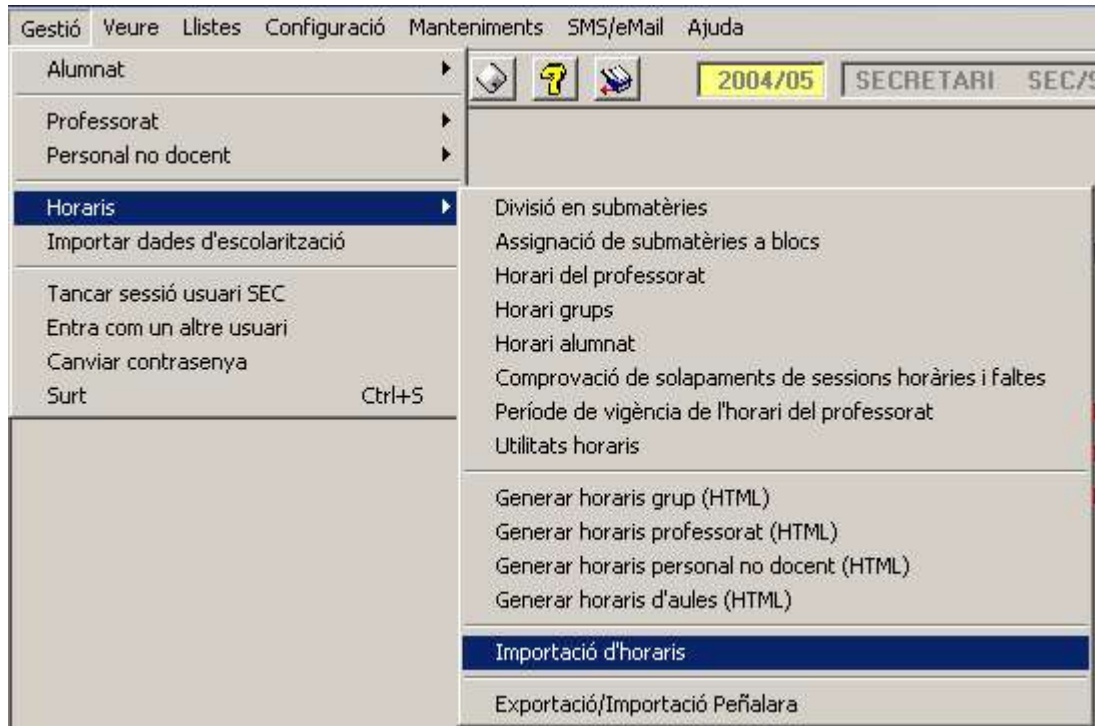 Gestió Veure Llistes Configuració Manteniments SMS/eMail Ajuda
2004/05 SECRETARI
Alumnat
Professorat
Personal no docent
Horaris
Importar dades d'escolarització
Tancar sessió usuari SEC
Entra com un altre usuari
Canviar contrasenya
Surt Ctrl+S
Divisió en submatèries
Assignació de submatèries a blocs
Horari del professorat
Horari grups
Horari alumnat
Comprovació de solapaments de sessions horàries i faltes
Període de vigència de l'horari del professorat
Utilitats horaris
Generar horaris grup (HTML)
Generar horaris professorat (HTML)
Generar horaris personal no docent (HTML)
Generar horaris d'aules (HTML)
Importació d'horaris
Exportació/Importació Peñalara